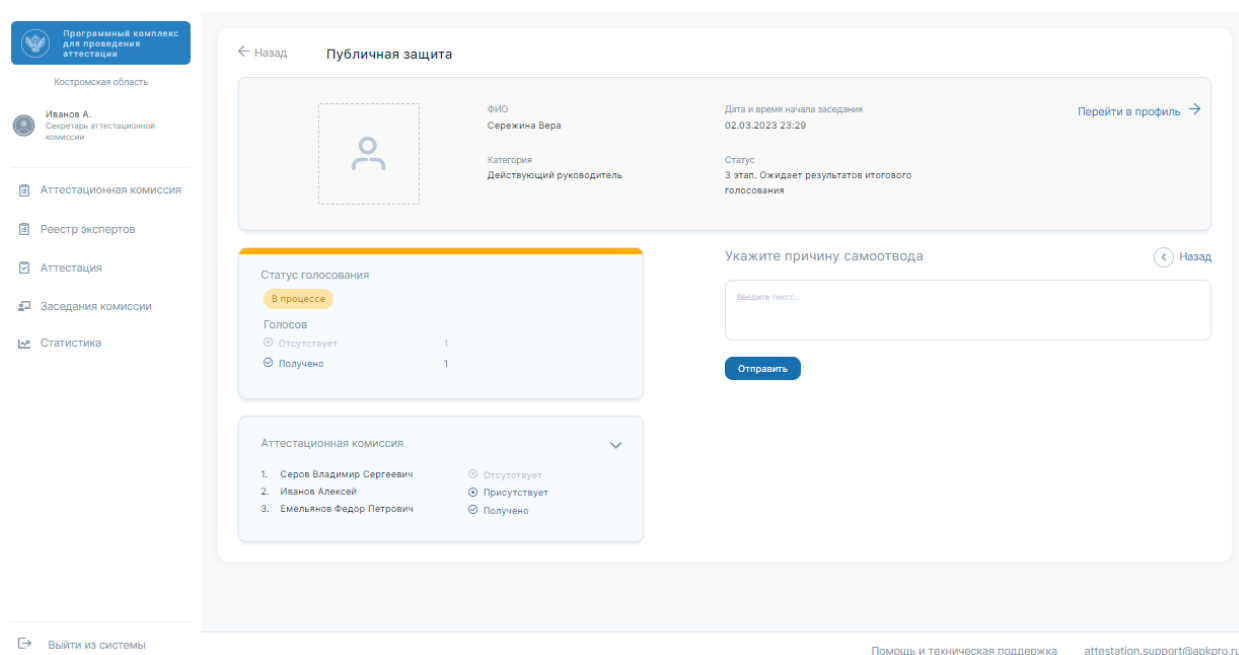 Программный комплекс
для проведения
аттестации
Костромская область
Иванов А.
Секретарь аттестационной
комиссии
Аттестационная комиссия
Реестр экспертов
Аттестация
Заседания комиссии
Статистика
Выйти из системы
Назад Публичная защита
ФИО
Сережина Вера
Категория
Действующий руководитель
Дата и время начала заседания
02.03.2023 23:29
Статус
3 этап. Ожидает результатов итогового
голосования
Перейти в профиль
Статус голосования
В процессе
Голосов
Отсутствует 1
Получено 1
Аттестационная комиссия
1. Серов Владимир Сергеевич Отсутствует
2. Иванов Алексей Присутствует
3. Емельянов Федор Петрович Получено
Укажите причину самоотвода Назад
Введите текст...
Отправить
Помощь и техническая поддержка attestation.support@apkpro.ru